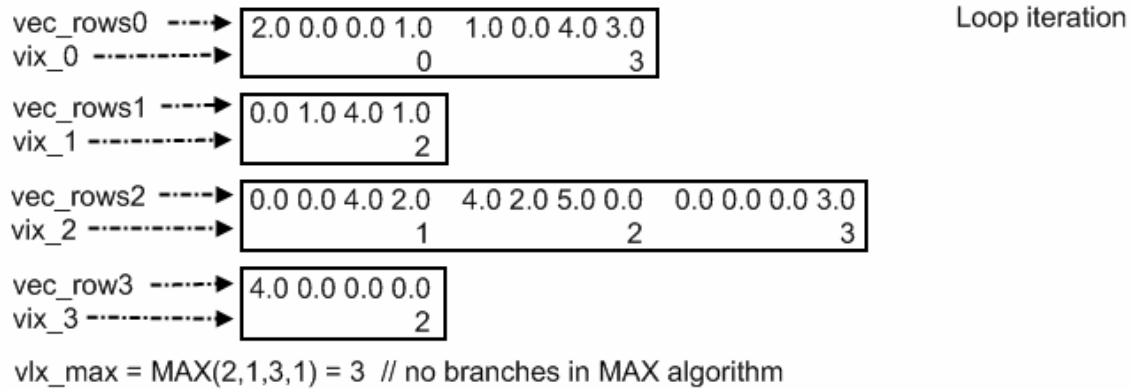 Loop iteration
vec_rows0 2.0 0.0 0.0 1.0 1.0 0.0 4.0 3.0
vix_0 0 3
vec_rows1 0.0 1.0 4.0 1.0
vix_1 2
vec_rows2 0.0 0.0 4.0 2.0 4.0 2.0 5.0 0.0 0.0 0.0 0.0 3.0
vix_2 1 2 3
vec_row3 4.0 0.0 0.0 0.0
vix_3 2
vlx_max = MAX(2,1,3,1) = 3 // no branches in MAX algorithm